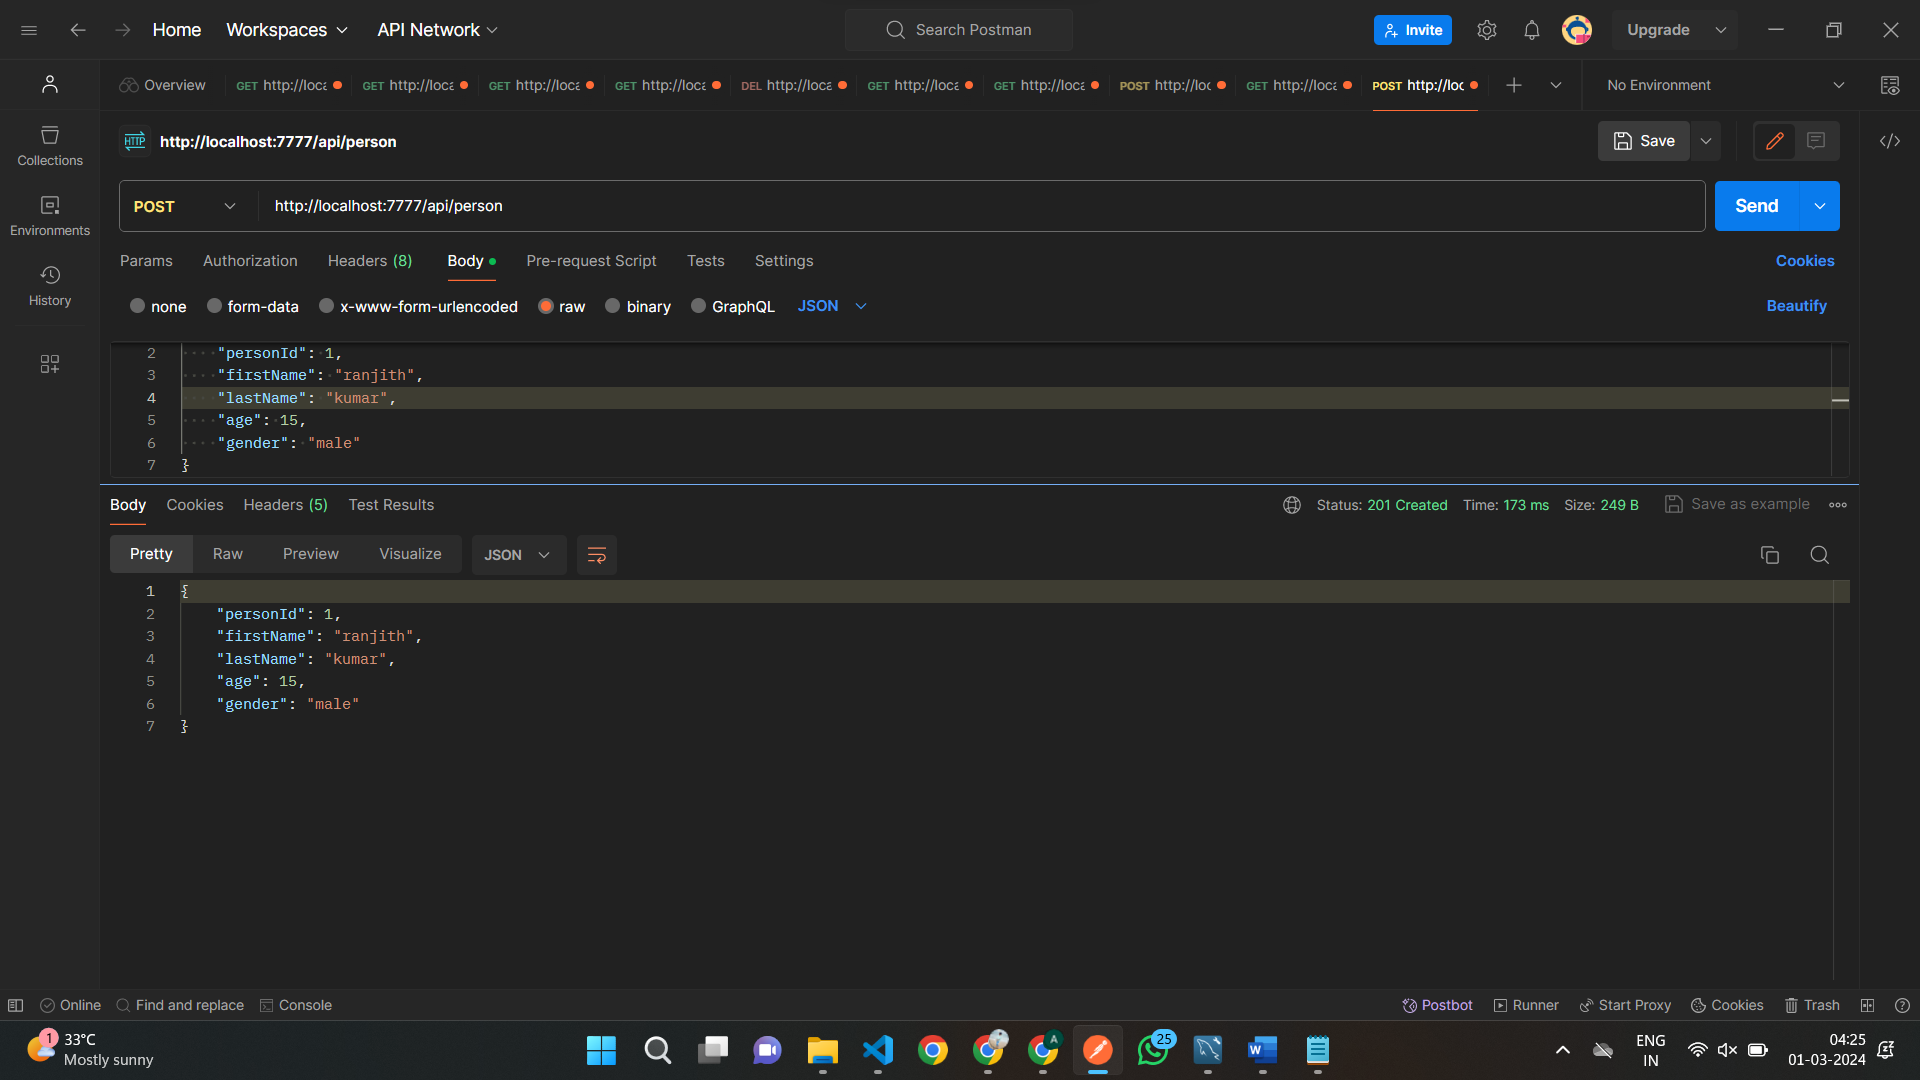 Home Workspaces API Network Search Postman Invite Upgrade
Overview GET http://loca GET http://loca GET http://loca GET http://loca DEL http://loca GET http://loca GET http://loca POST http://loc GET http://loca POST http://loc No Environment
HTTP http://localhost:7777/api/person Save
POST http://localhost:7777/api/person Send
Params Authorization Headers (8) Body Pre-request Script Tests Settings Cookies
none form-data x-www-form-urlencoded raw binary GraphQL JSON Beautify
Collections
Environments
History
2 "personId": 1,
3 "firstName": "ranjith",
4 "lastName": "kumar",
5 "age": 15,
6 "gender": "male"
7 }
Body Cookies Headers (5) Test Results Status: 201 Created Time: 173 ms Size: 249 B Save as example
Pretty Raw Preview Visualize JSON
1 {
2 "personId": 1,
3 "firstName": "ranjith",
4 "lastName": "kumar",
5 "age": 15,
6 "gender": "male"
7 }
Online Find and replace Console Postbot Runner Start Proxy Cookies Trash
1 33°C
Mostly sunny
A
25
W
ENG
IN
04:25
01-03-2024